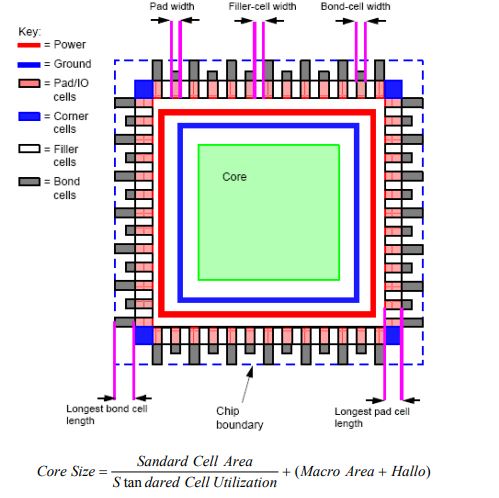 Pad width
Filler-cell width
Bond-cell width
Key:
= Power
= Ground
= Pad/IO
cells
= Corner
cells
= Filler
cells
= Bond
cells
Core
Longest bond cell
length
Chip
boundary
Longest pad cell
length
Core Size = Sandard Cell Area / S tan dared Cell Utilization + (Macro Area + Hallo)